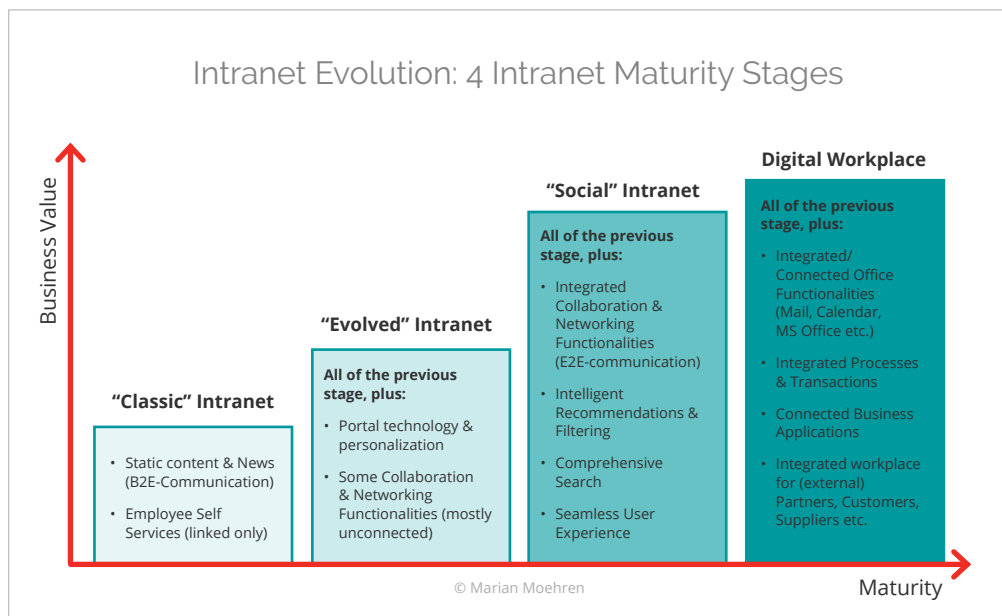 Intranet Evolution: 4 Intranet Maturity Stages
Business Value
“Classic” Intranet
• Static content & News
(B2E-Communication)
• Employee Self
Services (linked only)
“Evolved” Intranet
All of the previous
stage, plus:
• Portal technology &
personalization
• Some Collaboration
& Networking
Functionalities (mostly
unconnected)
“Social” Intranet
All of the previous
stage, plus:
• Integrated
Collaboration &
Networking
Functionalities
(E2E-communication)
• Intelligent
Recommendations &
Filtering
• Comprehensive
Search
• Seamless User
Experience
Digital Workplace
All of the previous
stage, plus:
• Integrated/
Connected Office
Functionalities
(Mail, Calendar,
MS Office etc.)
• Integrated Processes
& Transactions
• Connected Business
Applications
• Integrated workplace
for (external)
Partners, Customers,
Suppliers etc.
© Marian Moehren
Maturity